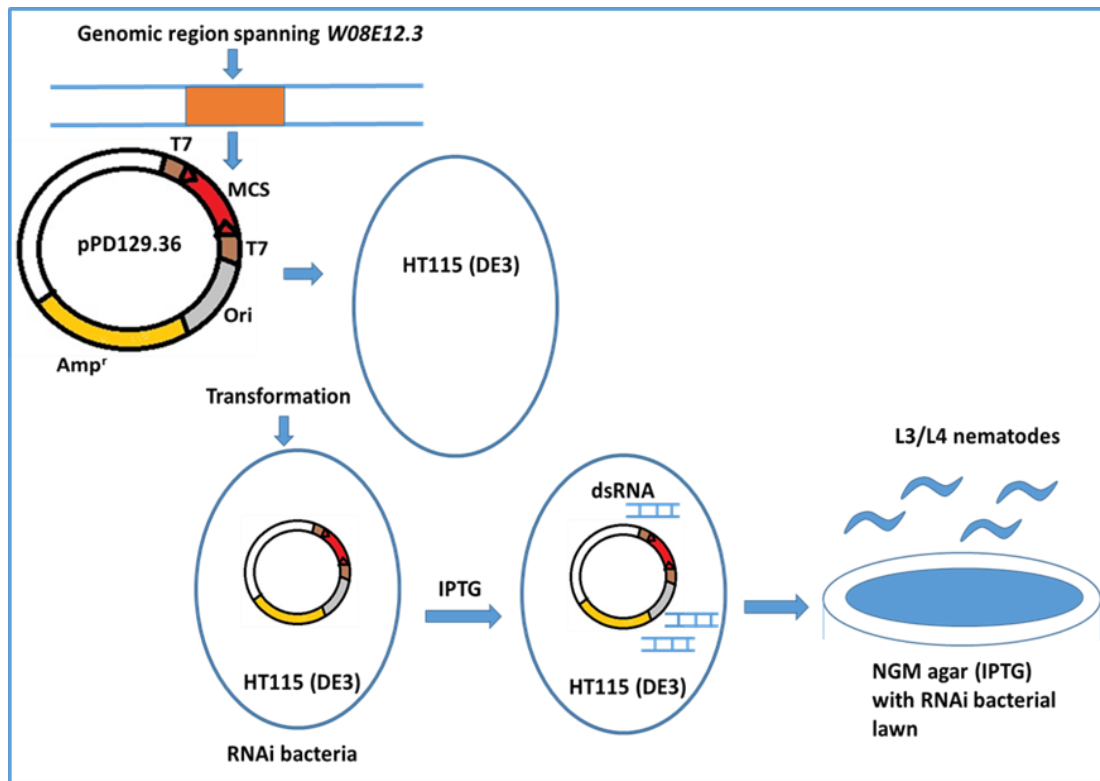 Genomic region spanning W08E12.3
T7
MCS
pPD129.36
T7
Ori
Ampʳ
HT115 (DE3)
Transformation
HT115 (DE3)
RNAi bacteria
IPTG
dsRNA
HT115 (DE3)
L3/L4 nematodes
NGM agar (IPTG)
with RNAi bacterial
lawn